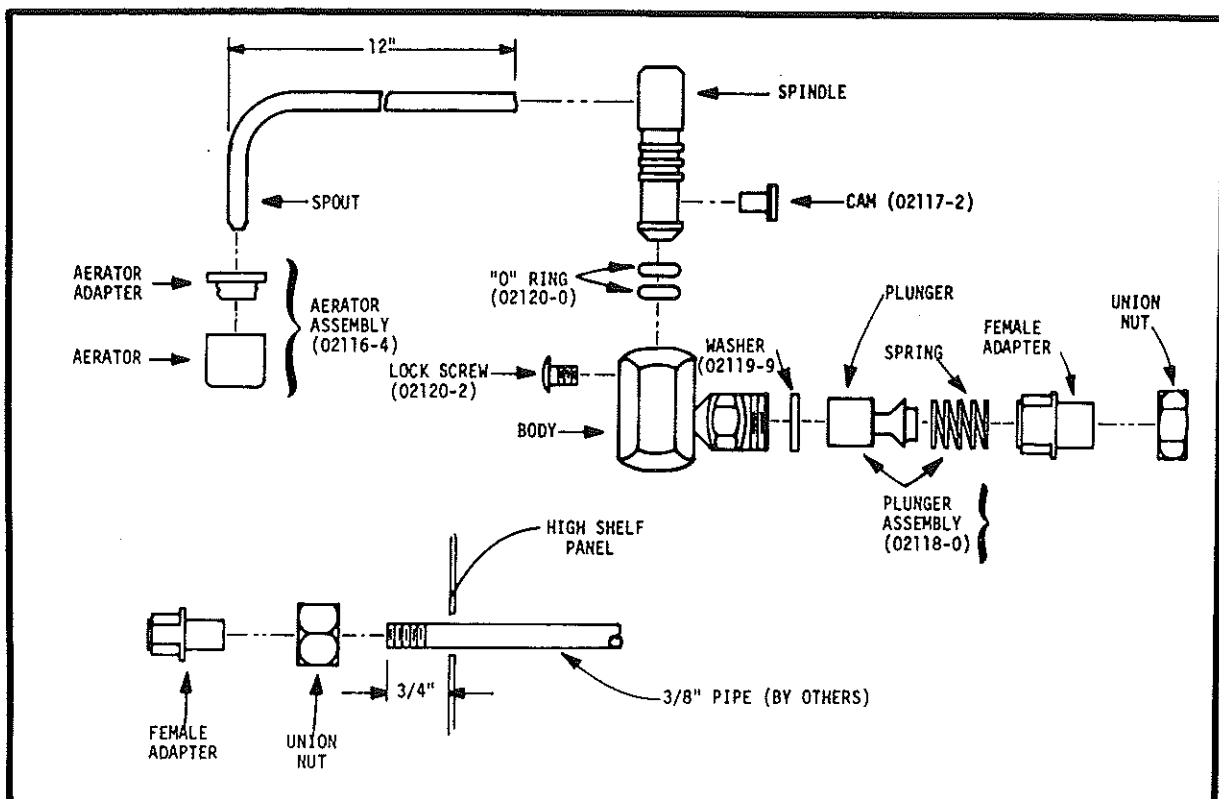 12"
SPINDLE
SPOUT
CAM (02117-2)
AERATOR
ADAPTER
AERATOR
ASSEMBLY
(02116-4)
AERATOR
"O" RING
(02120-0)
LOCK SCREW
(02120-2)
BODY
WASHER
(02119-9
PLUNGER
SPRING
FEMALE
ADAPTER
UNION
NUT
PLUNGER
ASSEMBLY
(02118-0)
HIGH SHELF
PANEL
3/4"
3/8" PIPE (BY OTHERS)
FEMALE
ADAPTER
UNION
NUT